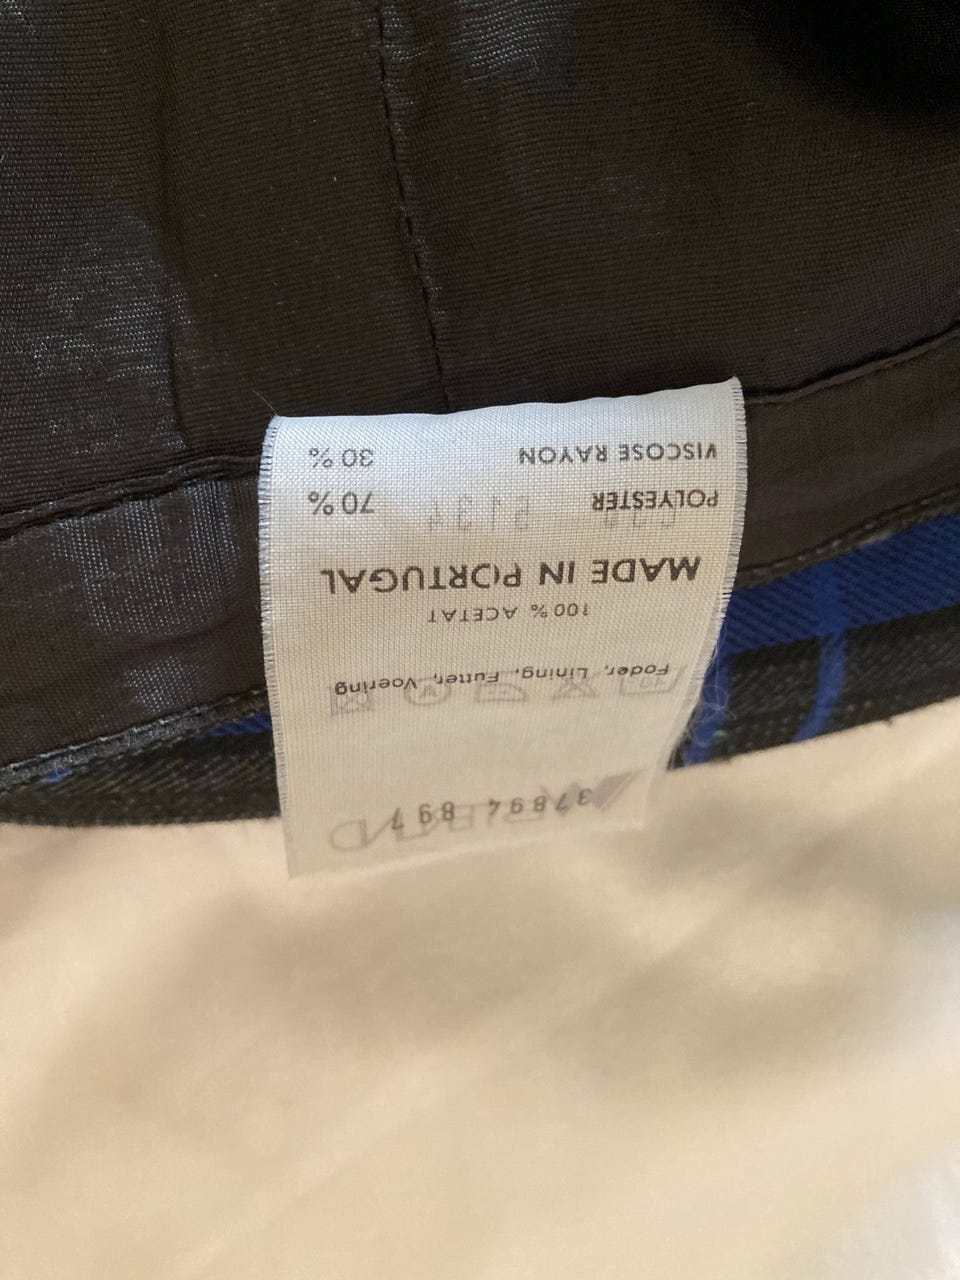 37894 897
Foder, Lining, Futter, Voering
100% ACETAT
MADE IN PORTUGAL
POLYESTER 70%
VISCOSE RAYON 30%